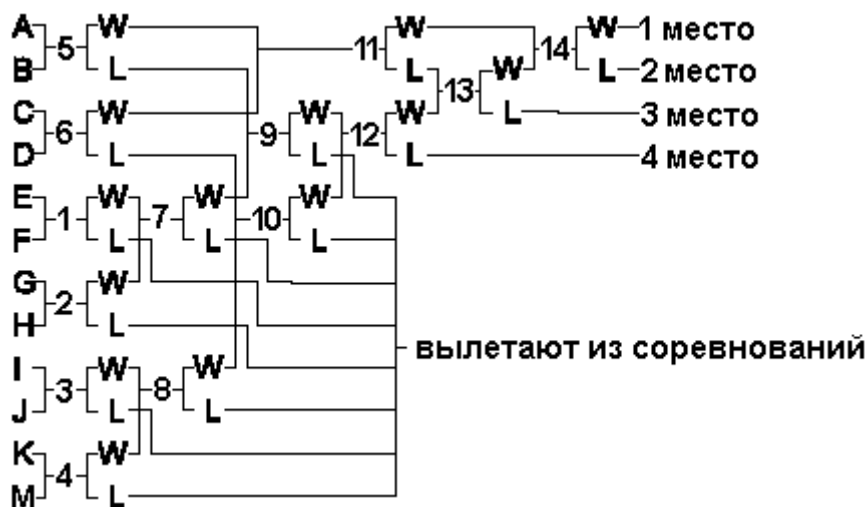 A 5 W 11 W 14 W 1 место
B L L 13 W L 2 место
C 6 W 9 W 12 W L 3 место
D L L L 4 место
E 1 W 7 W 10 W
F L L L
G 2 W
H L
вылетают из соревнований
I 3 W 8 W
J L L
K 4 W
M L